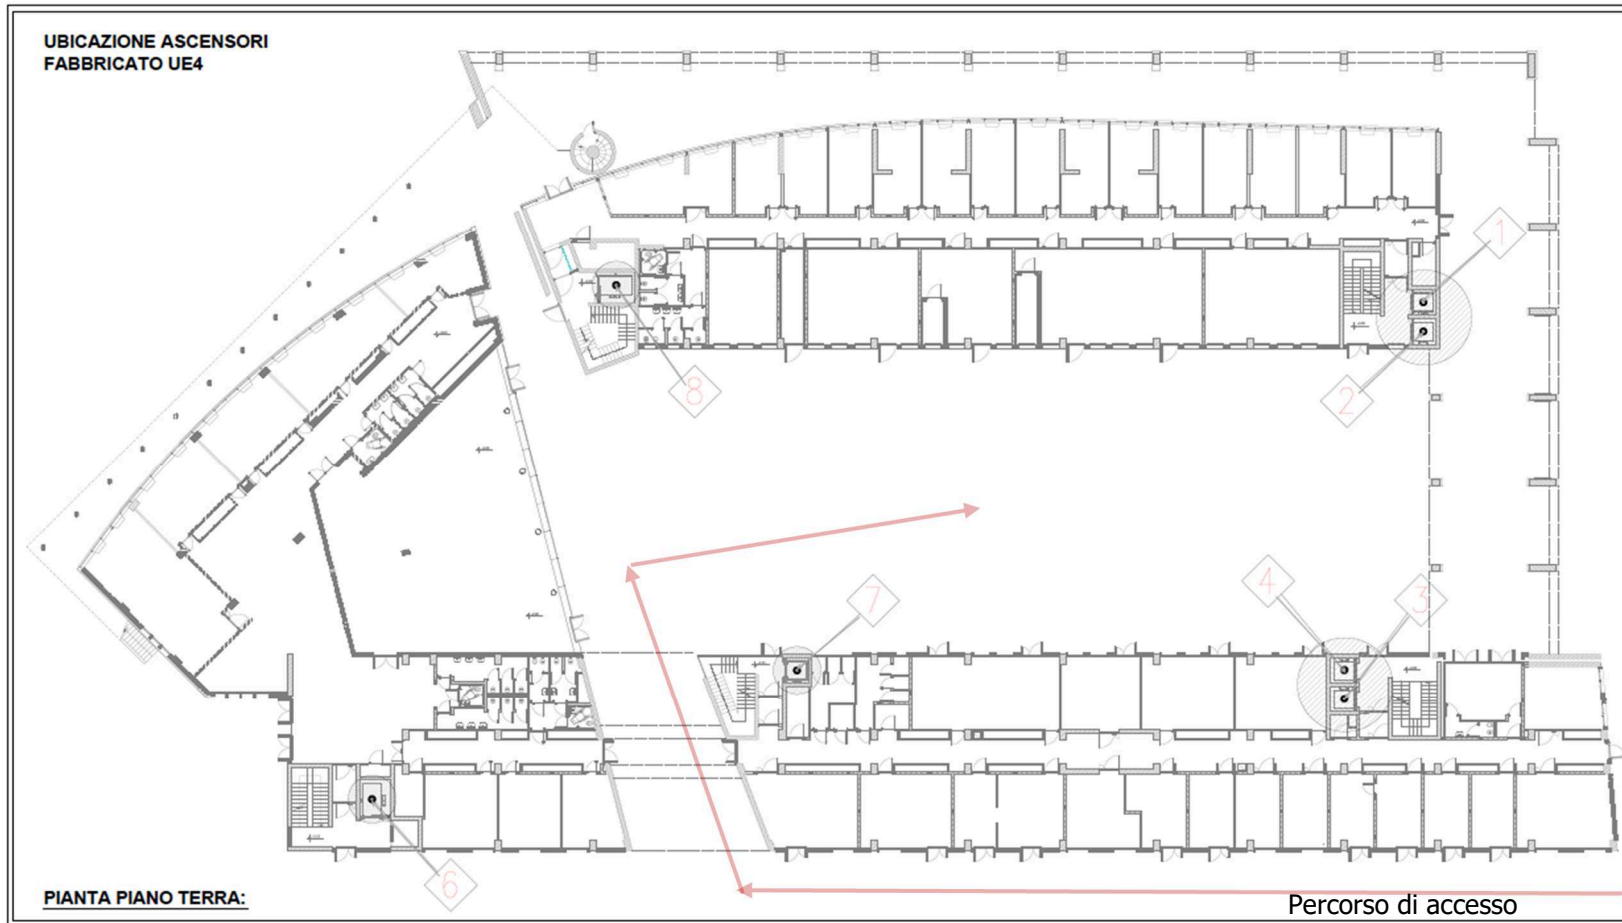 UBICAZIONE ASCENSORI
FABBRICATO UE4
1
2
8
4
3
7
6
PIANTA PIANO TERRA:
Percorso di accesso